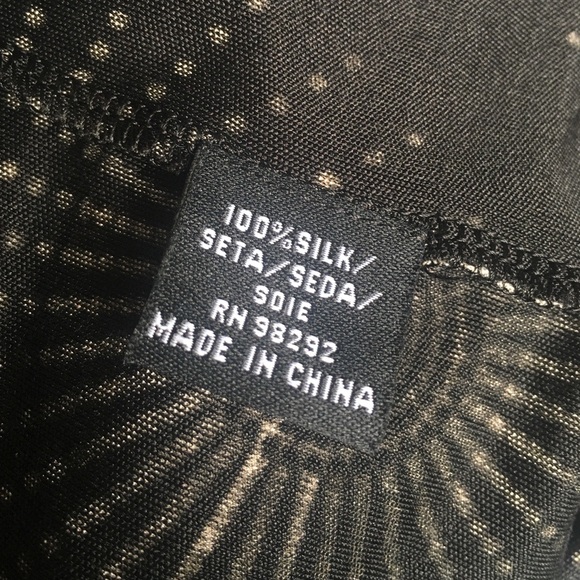 100%SILK/
SETA/SEDA/
SOIE
RN 98292
MADE IN CHINA